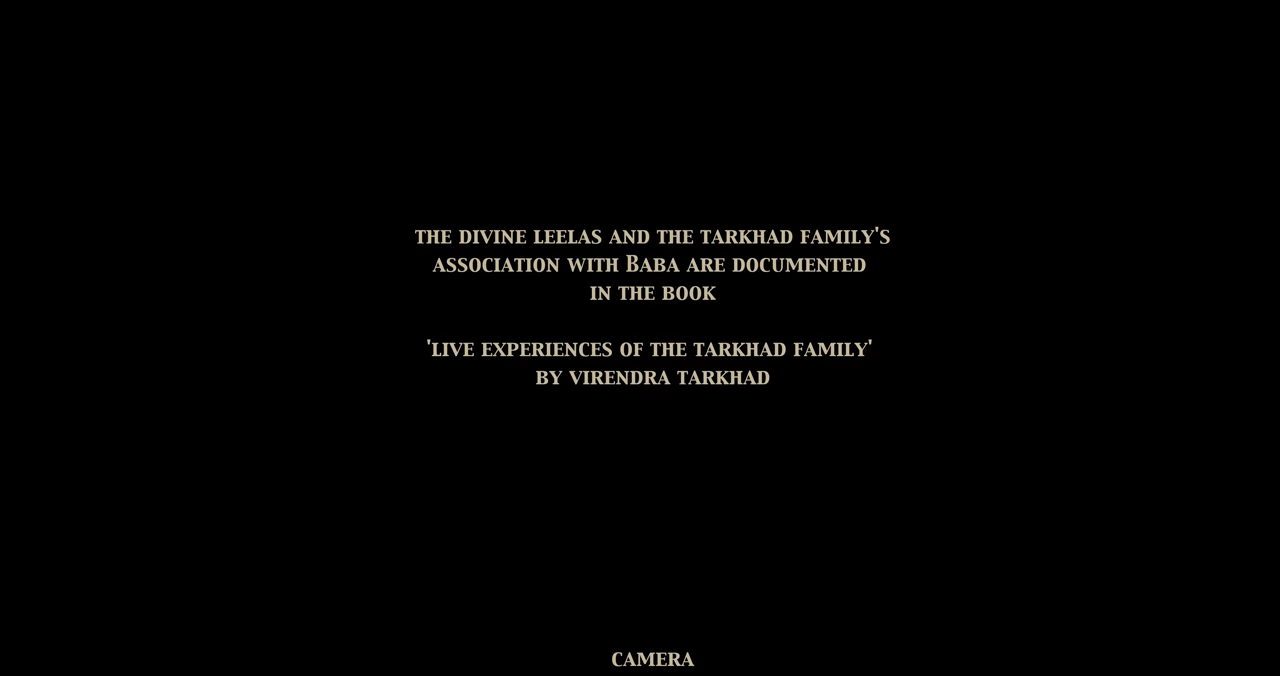 THE DIVINE LEELAS AND THE TARKHAD FAMILY'S
ASSOCIATION WITH BABA ARE DOCUMENTED
IN THE BOOK
'LIVE EXPERIENCES OF THE TARKHAD FAMILY'
BY VIRENDRA TARKHAD
CAMERA